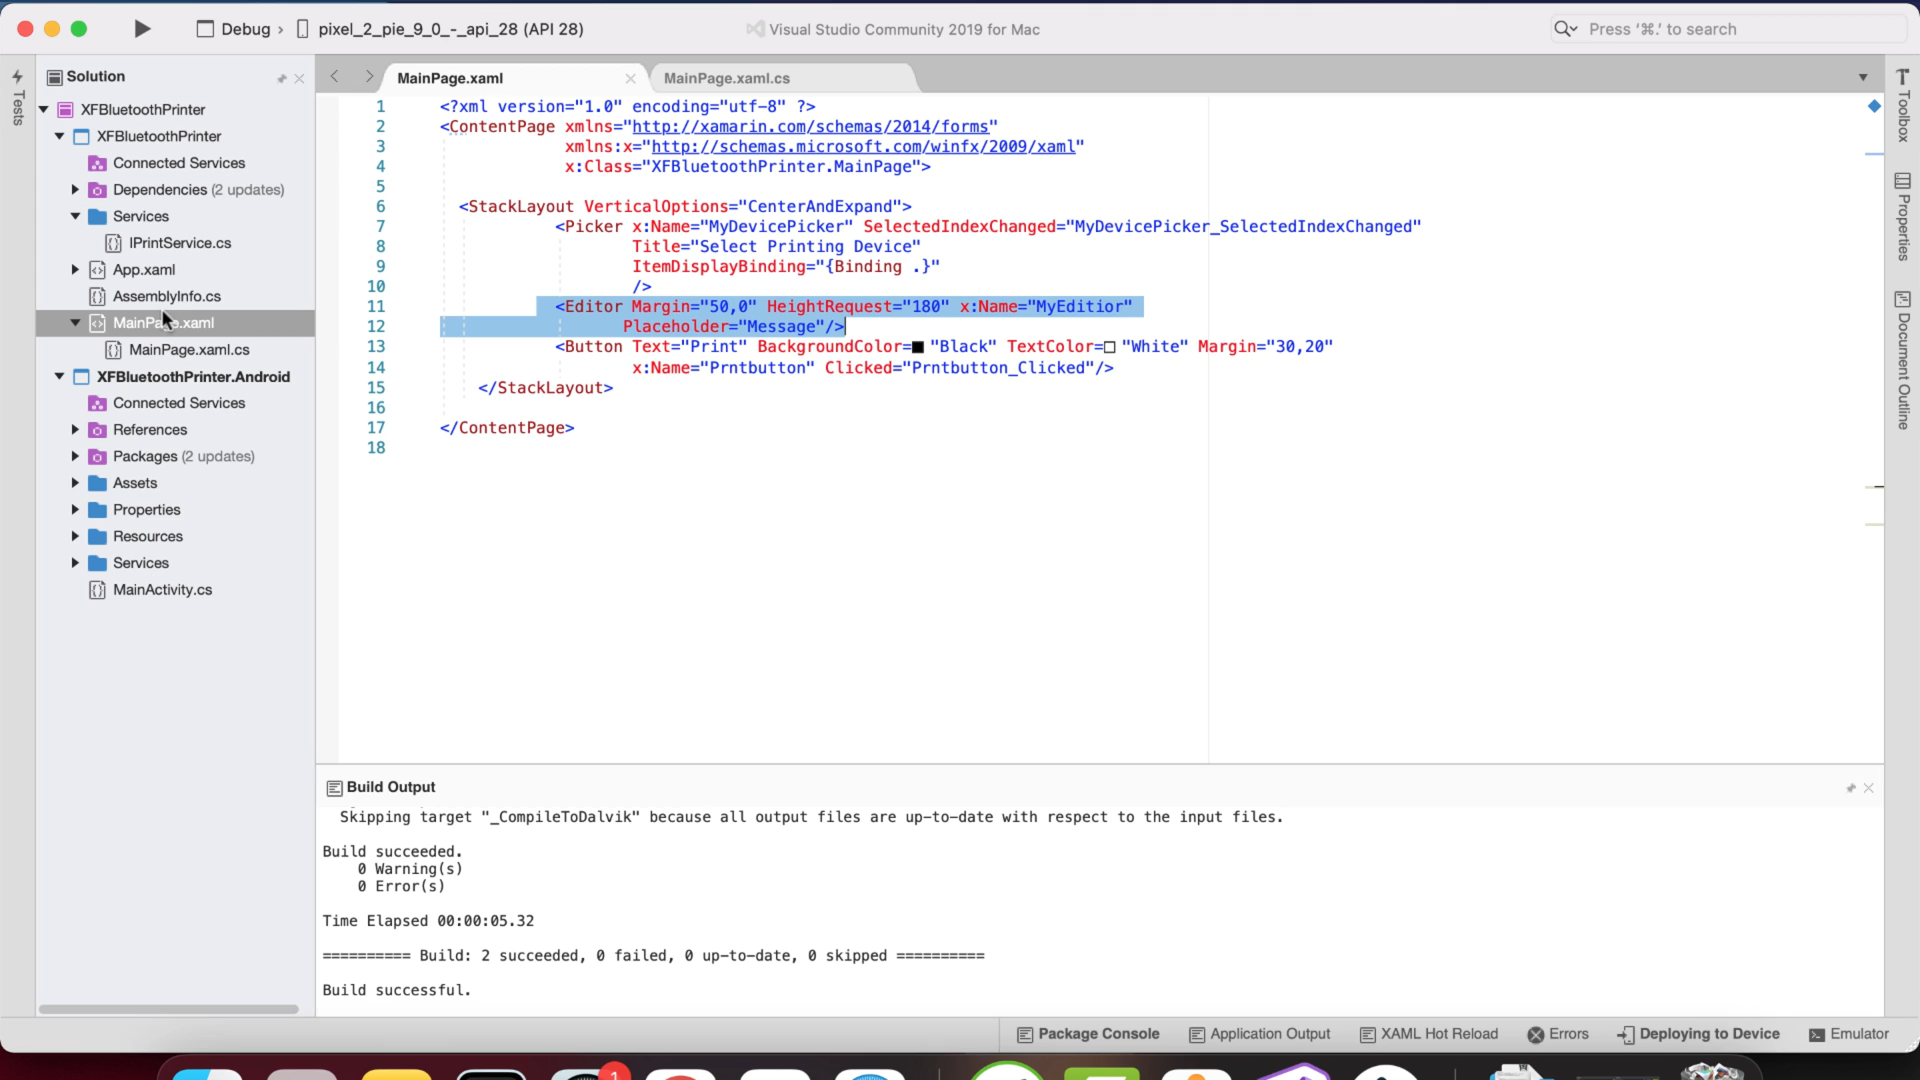 Debug › pixel_2_pie_9_0_-_api_28 (API 28)
Visual Studio Community 2019 for Mac
Press '⌘.' to search
Tests
Solution
XFBluetoothPrinter
XFBluetoothPrinter
Connected Services
Dependencies (2 updates)
Services
IPrintService.cs
App.xaml
AssemblyInfo.cs
MainPage.xaml
MainPage.xaml.cs
XFBluetoothPrinter.Android
Connected Services
References
Packages (2 updates)
Assets
Properties
Resources
Services
MainActivity.cs
MainPage.xaml
MainPage.xaml.cs
1 <?xml version="1.0" encoding="utf-8" ?>
2 <ContentPage xmlns="http://xamarin.com/schemas/2014/forms"
3 xmlns:x="http://schemas.microsoft.com/winfx/2009/xaml"
4 x:Class="XFBluetoothPrinter.MainPage">
5
6 <StackLayout VerticalOptions="CenterAndExpand">
7 <Picker x:Name="MyDevicePicker" SelectedIndexChanged="MyDevicePicker_SelectedIndexChanged"
8 Title="Select Printing Device"
9 ItemDisplayBinding="{Binding .}"
10 />
11 <Editor Margin="50,0" HeightRequest="180" x:Name="MyEditior"
12 Placeholder="Message"/>
13 <Button Text="Print" BackgroundColor="Black" TextColor="White" Margin="30,20"
14 x:Name="Prntbutton" Clicked="Prntbutton_Clicked"/>
15 </StackLayout>
16
17 </ContentPage>
18
Toolbox
Properties
Document Outline
Build Output
Skipping target "_CompileToDalvik" because all output files are up-to-date with respect to the input files.
Build succeeded.
0 Warning(s)
0 Error(s)
Time Elapsed 00:00:05.32
========== Build: 2 succeeded, 0 failed, 0 up-to-date, 0 skipped ==========
Build successful.
Package Console
Application Output
XAML Hot Reload
Errors
Deploying to Device
Emulator
1